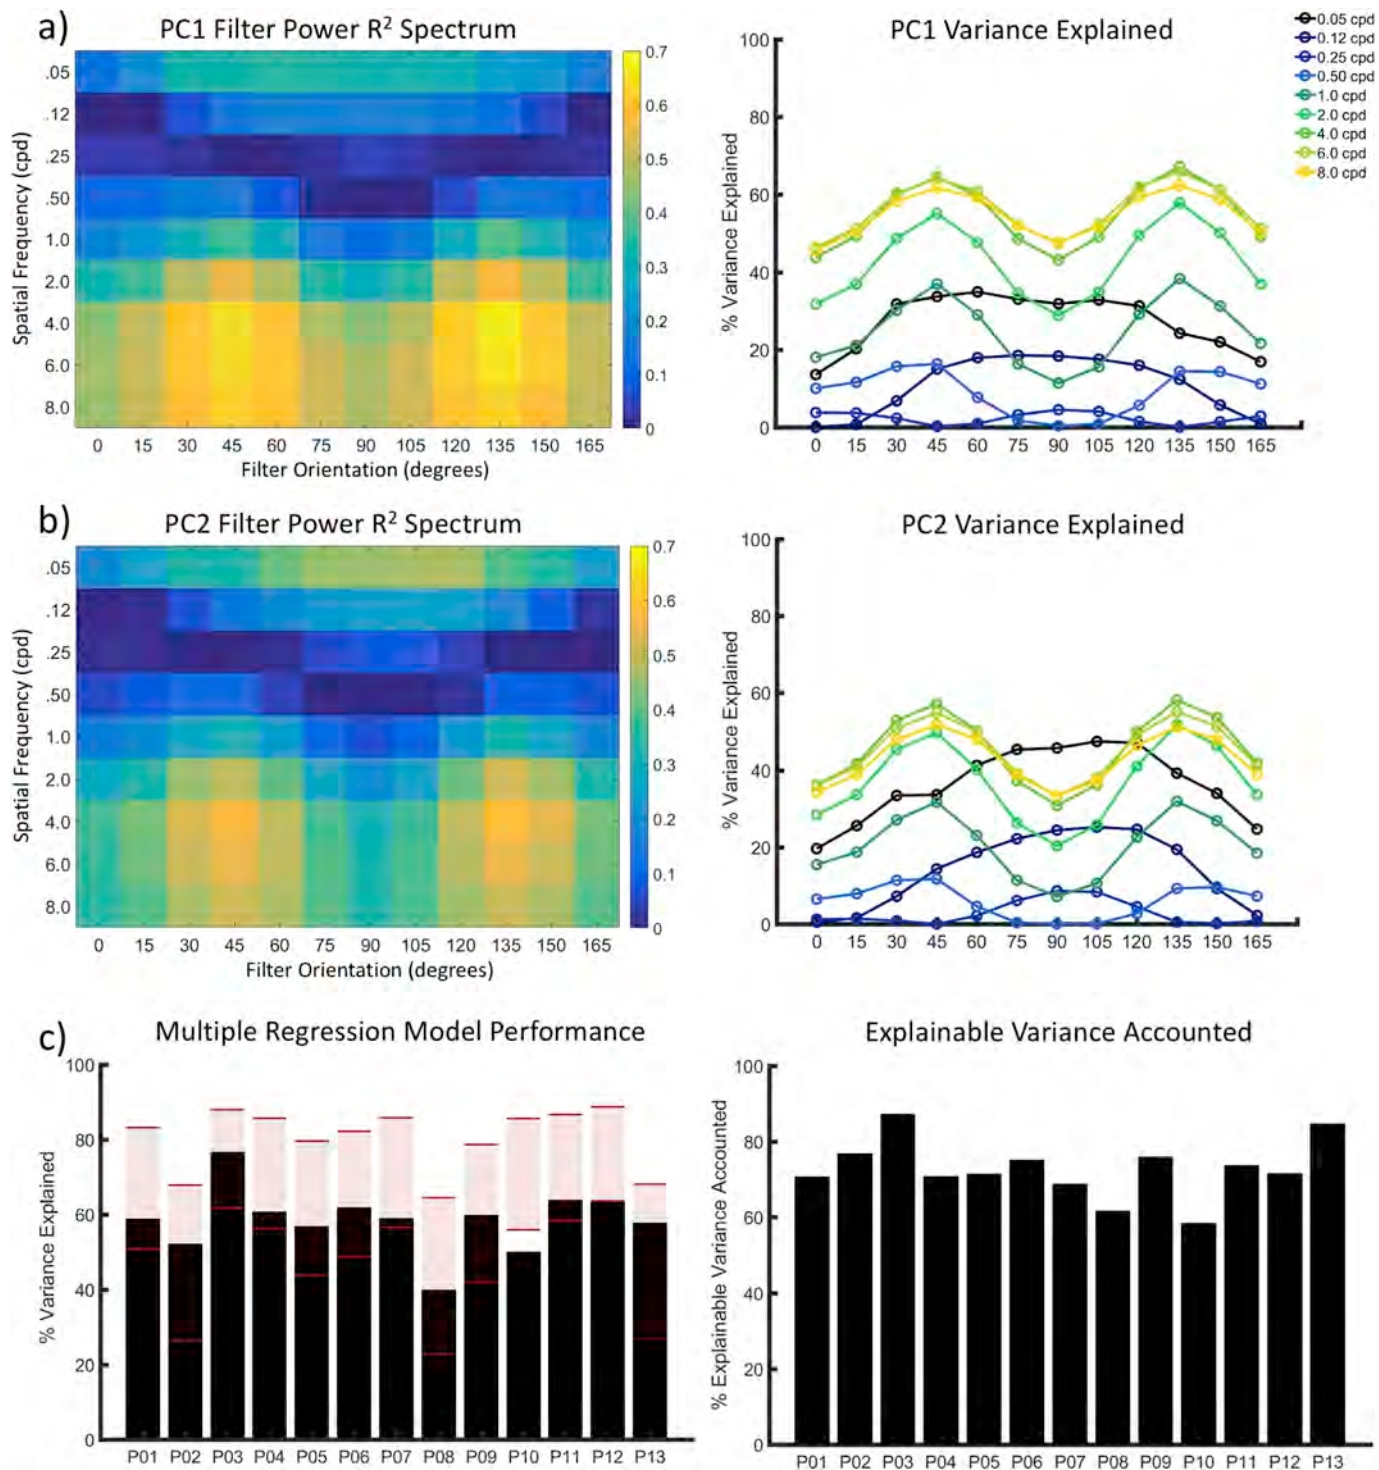 a)
PC1 Filter Power R² Spectrum
Spatial Frequency (cpd)
.05
.12
.25
.50
1.0
2.0
4.0
6.0
8.0
0 15 30 45 60 75 90 105 120 135 150 165
Filter Orientation (degrees)
0.7
0.6
0.5
0.4
0.3
0.2
0.1
0
PC1 Variance Explained
% Variance Explained
100
80
60
40
20
0
0 15 30 45 60 75 90 105 120 135 150 165
0.05 cpd
0.12 cpd
0.25 cpd
0.50 cpd
1.0 cpd
2.0 cpd
4.0 cpd
6.0 cpd
8.0 cpd
b)
PC2 Filter Power R² Spectrum
Spatial Frequency (cpd)
.05
.12
.25
.50
1.0
2.0
4.0
6.0
8.0
0 15 30 45 60 75 90 105 120 135 150 165
Filter Orientation (degrees)
0.7
0.6
0.5
0.4
0.3
0.2
0.1
0
PC2 Variance Explained
% Variance Explained
100
80
60
40
20
0
0 15 30 45 60 75 90 105 120 135 150 165
c)
Multiple Regression Model Performance
% Variance Explained
100
80
60
40
20
0
P01 P02 P03 P04 P05 P06 P07 P08 P09 P10 P11 P12 P13
Explainable Variance Accounted
% Explainable Variance Accounted
100
80
60
40
20
0
P01 P02 P03 P04 P05 P06 P07 P08 P09 P10 P11 P12 P13